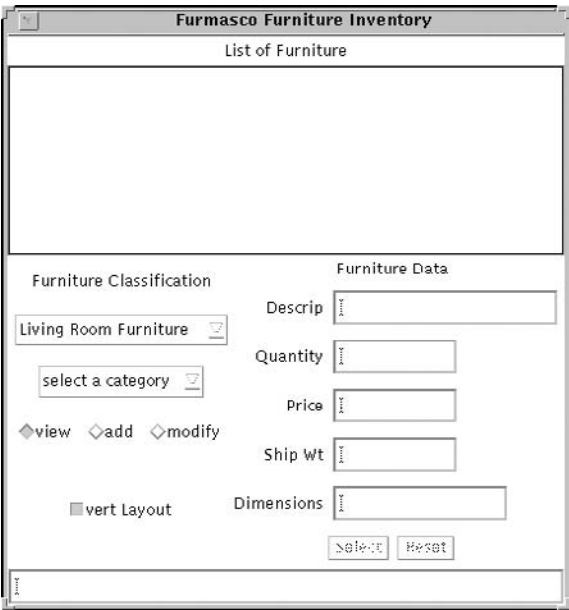 Furmasco Furniture Inventory
List of Furniture
Furniture Classification
Living Room Furniture
select a category
view add modify
vert Layout
Furniture Data
Descrip
Quantity
Price
Ship Wt
Dimensions
Select Reset